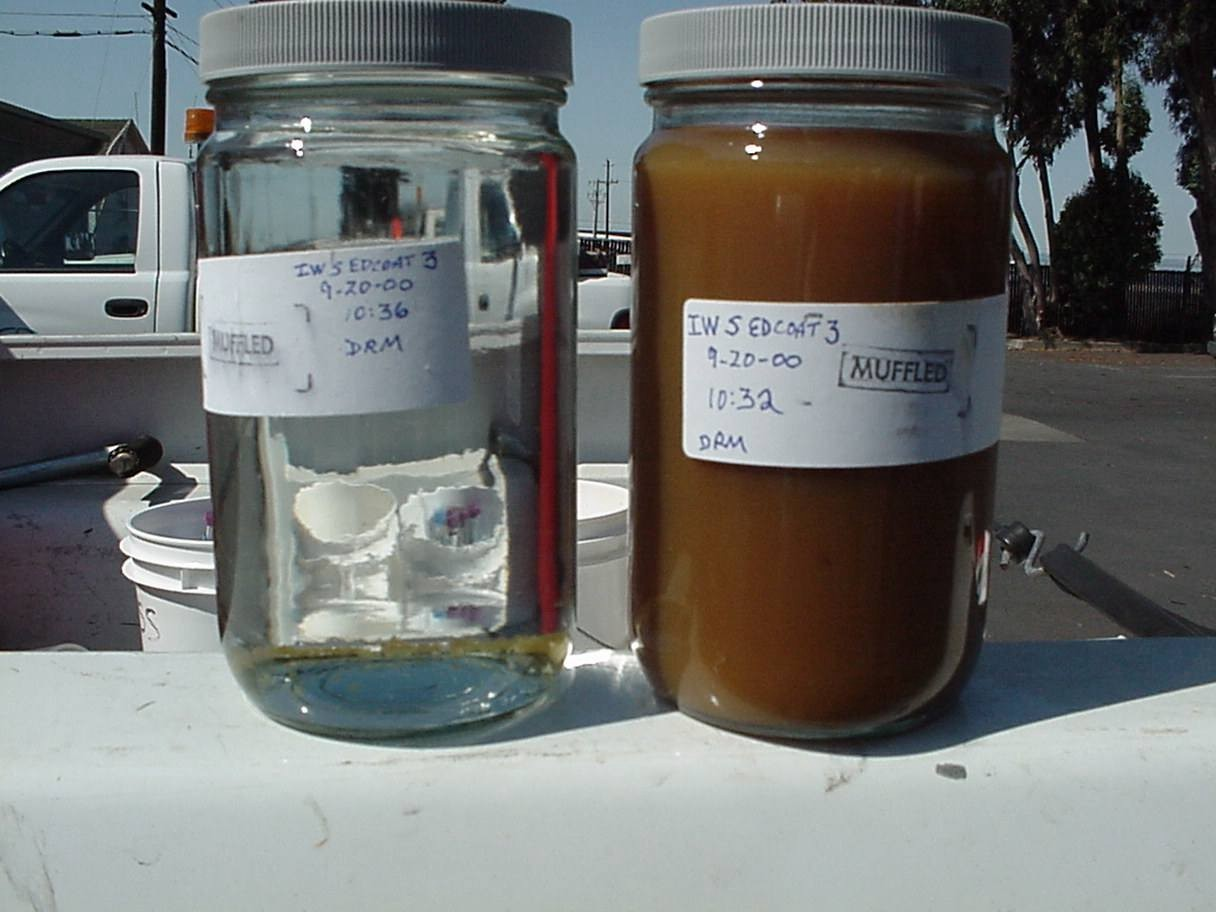 IW S EDCOAT 3
9-20-00
10:36
DRM
MUFFLED
IW S EDCOAT 3
9-20-00
10:32 -
DRM
MUFFLED